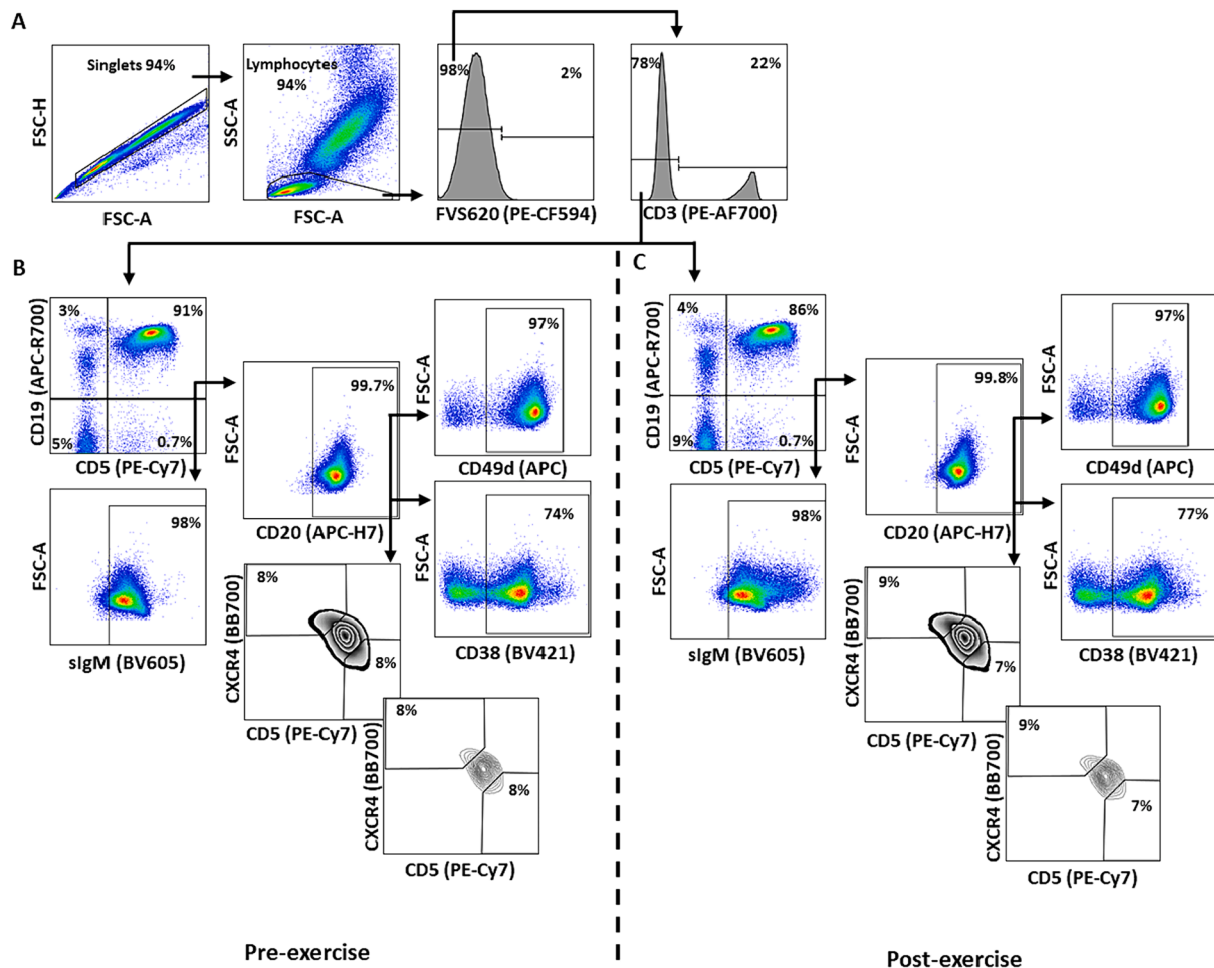 A
Singlets 94%
FSC-H
FSC-A
Lymphocytes
94%
SSC-A
FSC-A
98%
2%
FVS620 (PE-CF594)
78%
22%
CD3 (PE-AF700)
B
3%
91%
5%
0.7%
CD19 (APC-R700)
CD5 (PE-Cy7)
99.7%
FSC-A
CD20 (APC-H7)
97%
FSC-A
CD49d (APC)
98%
FSC-A
sIgM (BV605)
74%
FSC-A
CD38 (BV421)
8%
8%
CXCR4 (BB700)
CD5 (PE-Cy7)
8%
8%
CXCR4 (BB700)
CD5 (PE-Cy7)
Pre-exercise
C
4%
86%
9%
0.7%
CD19 (APC-R700)
CD5 (PE-Cy7)
99.8%
FSC-A
CD20 (APC-H7)
97%
FSC-A
CD49d (APC)
98%
FSC-A
sIgM (BV605)
77%
FSC-A
CD38 (BV421)
9%
7%
CXCR4 (BB700)
CD5 (PE-Cy7)
9%
7%
CXCR4 (BB700)
CD5 (PE-Cy7)
Post-exercise